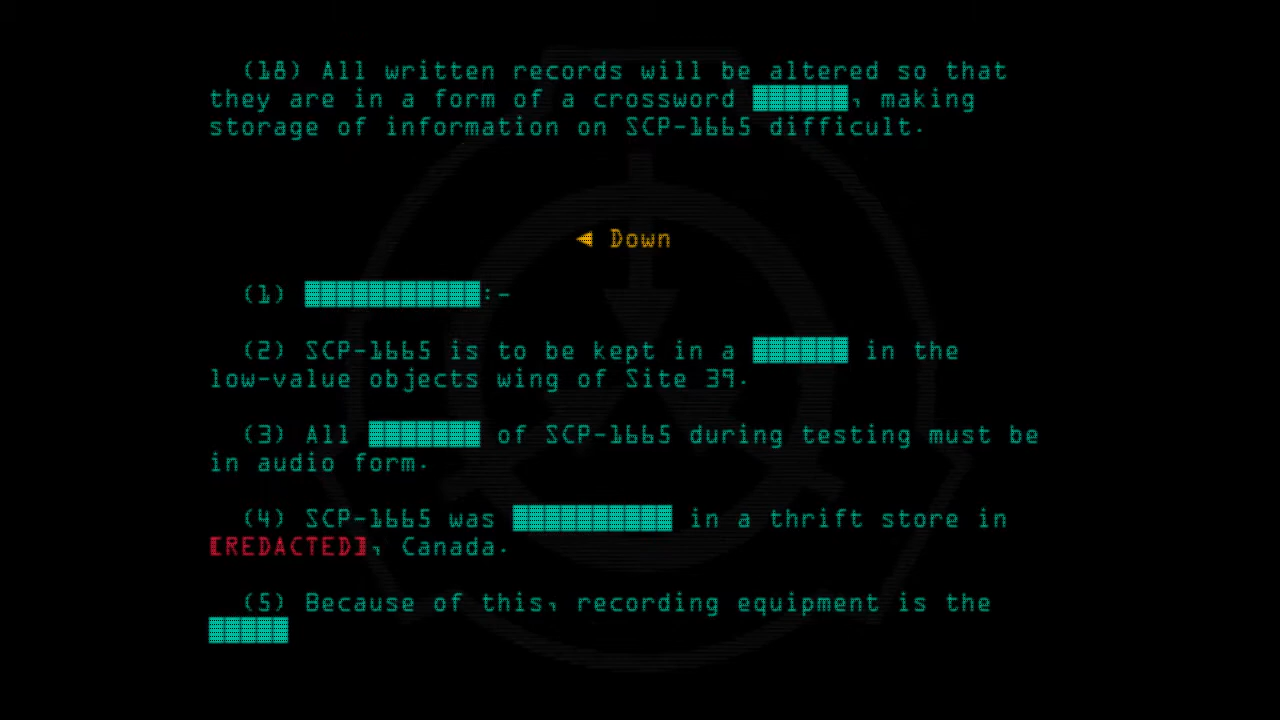 (18) All written records will be altered so that
they are in a form of a crossword ██████, making
storage of information on SCP-1665 difficult.
◄ Down
(1) ███████████:-
(2) SCP-1665 is to be kept in a ██████ in the
low-value objects wing of Site 39.
(3) All ███████ of SCP-1665 during testing must be
in audio form.
(4) SCP-1665 was ██████████ in a thrift store in
[REDACTED], Canada.
(5) Because of this, recording equipment is the
█████